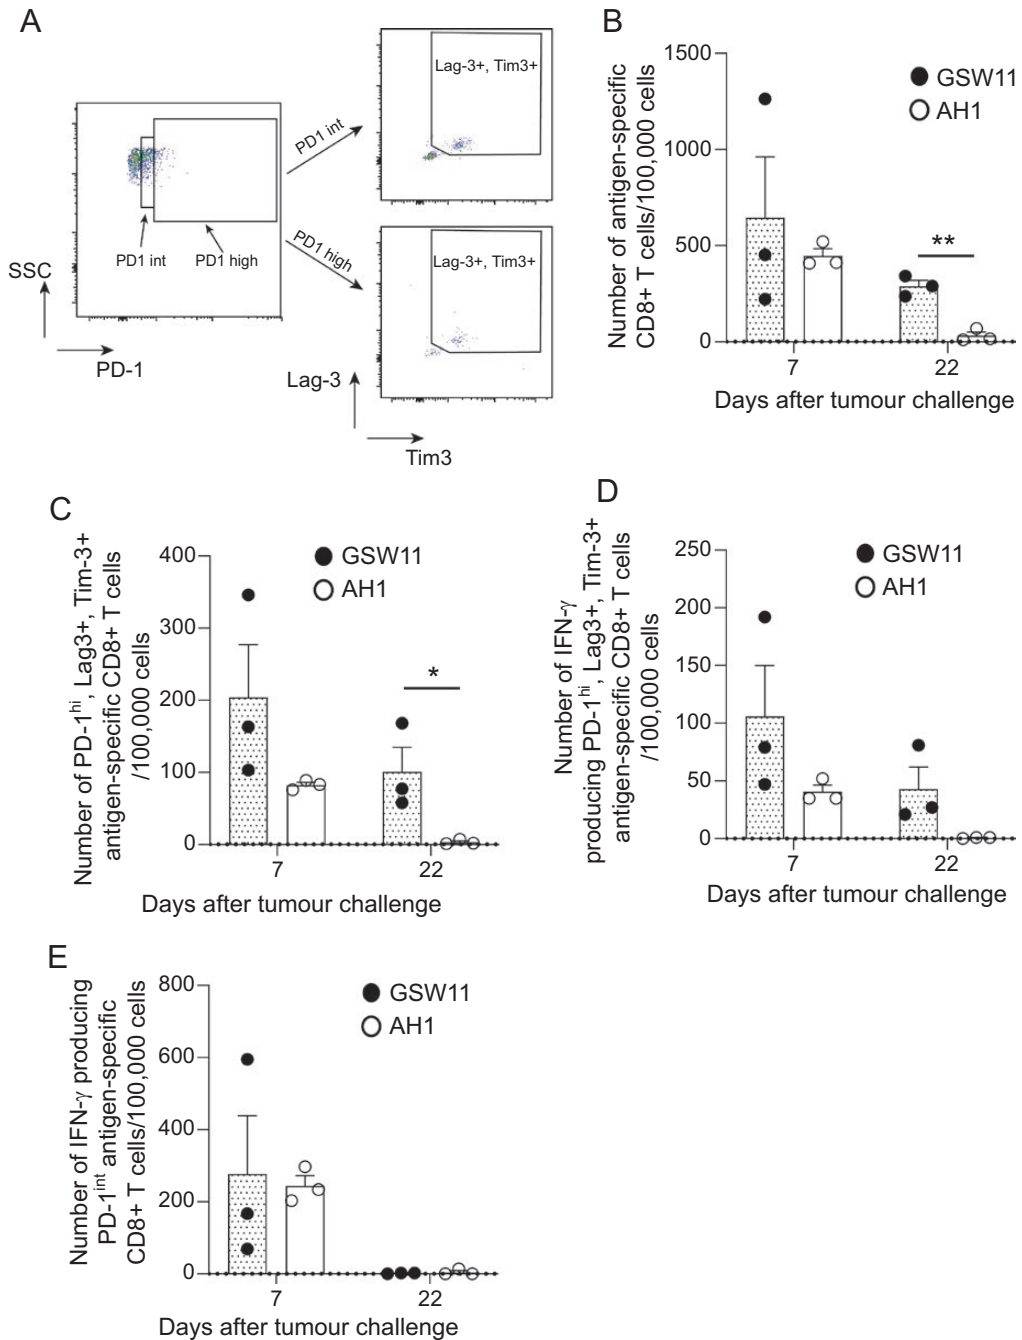 A
Lag-3+, Tim3+
PD1 int
PD1 int
PD1 high
PD1 high
Lag-3+, Tim3+
SSC
PD-1
Lag-3
Tim3
B
Number of antigen-specific
CD8+ T cells/100,000 cells
1500
1000
500
0
GSW11
AH1
**
7
22
Days after tumour challenge
C
Number of PD-1hi, Lag3+, Tim-3+
antigen-specific CD8+ T cells
/100,000 cells
400
300
200
100
0
GSW11
AH1
*
7
22
Days after tumour challenge
D
Number of IFN-γ
producing PD-1hi, Lag3+, Tim-3+
antigen-specific CD8+ T cells
/100,000 cells
250
200
150
100
50
0
GSW11
AH1
7
22
Days after tumour challenge
E
Number of IFN-γ producing
PD-1int antigen-specific
CD8+ T cells/100,000 cells
800
600
400
200
0
GSW11
AH1
7
22
Days after tumour challenge